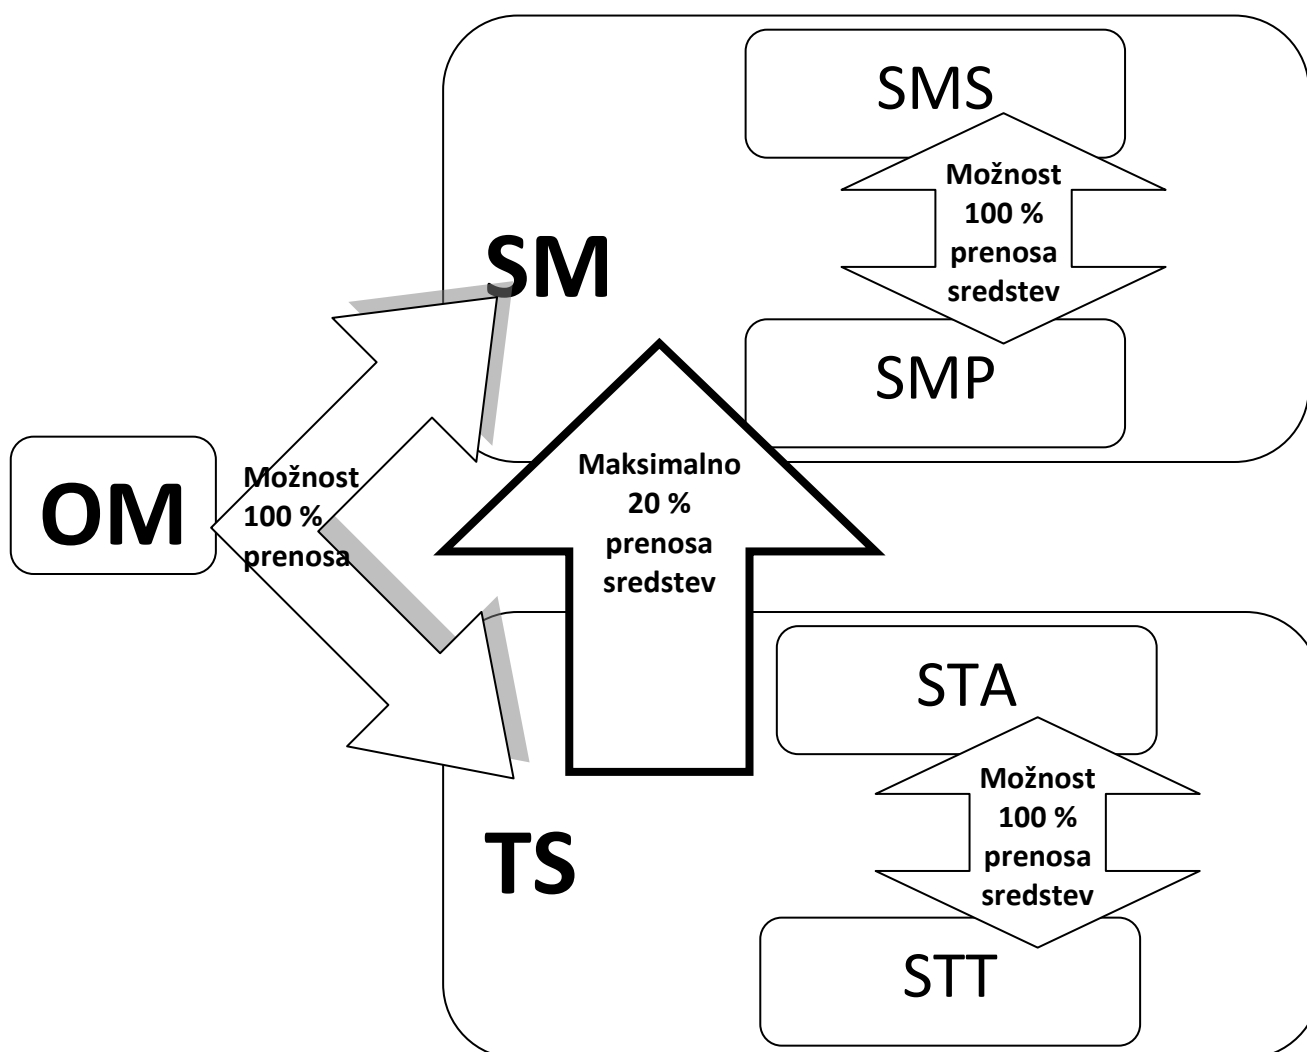 SMS
Možnost
100 %
prenosa
sredstev
SM
SMP
OM
Možnost
100 %
prenosa
Maksimalno
20 %
prenosa
sredstev
STA
Možnost
100 %
prenosa
sredstev
TS
STT